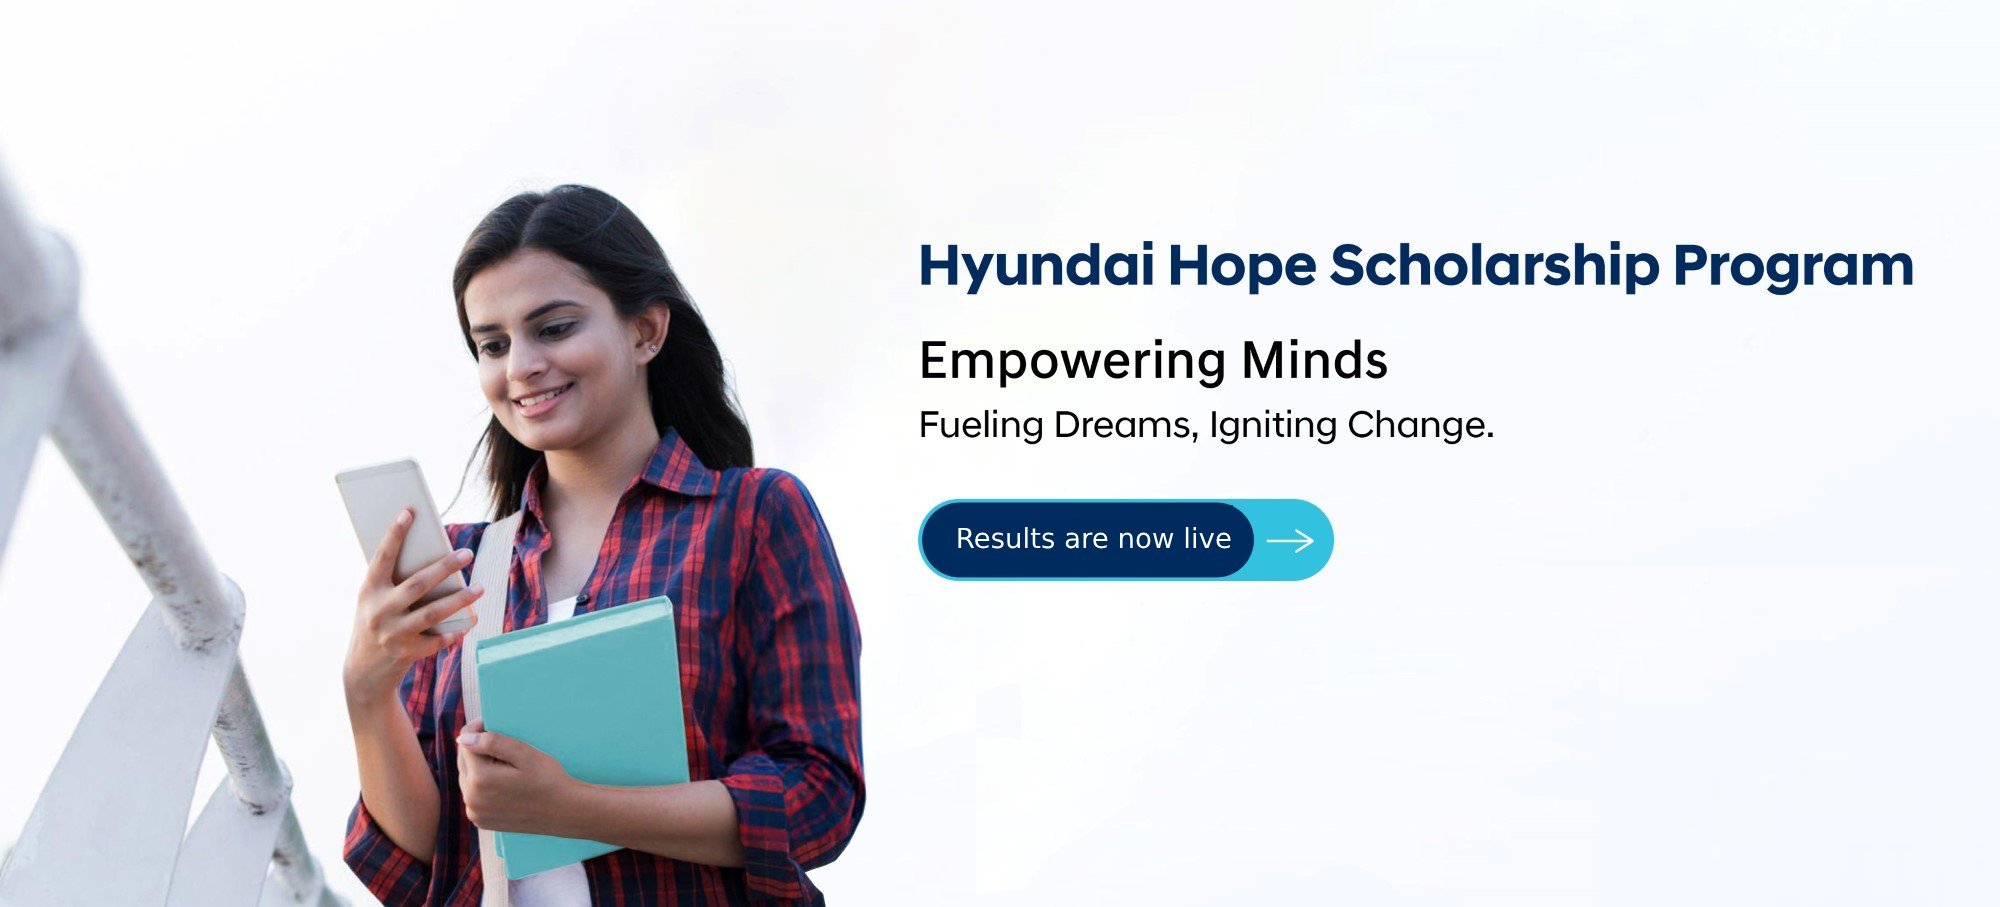 Hyundai Hope Scholarship Program
Empowering Minds
Fueling Dreams, Igniting Change.
Results are now live